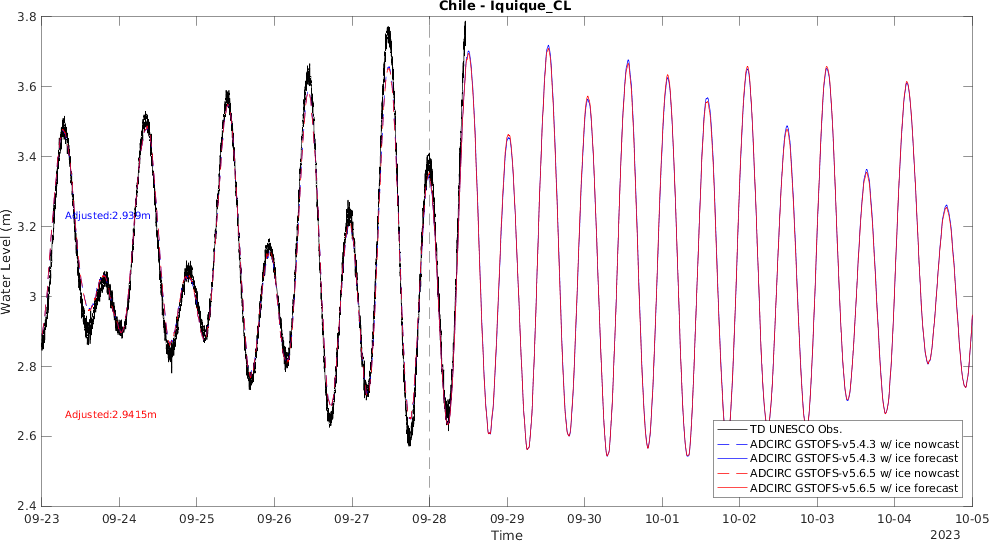 Chile - Iquique_CL
3.8
3.6
3.4
3.2
3
2.8
2.6
2.4
Water Level (m)
Adjusted:2.939m
Adjusted:2.9415m
TD UNESCO Obs.
ADCIRC GSTOFS-v5.4.3 w/ ice nowcast
ADCIRC GSTOFS-v5.4.3 w/ ice forecast
ADCIRC GSTOFS-v5.6.5 w/ ice nowcast
ADCIRC GSTOFS-v5.6.5 w/ ice forecast
09-23 09-24 09-25 09-26 09-27 09-28 09-29 09-30 10-01 10-02 10-03 10-04 10-05
Time
2023